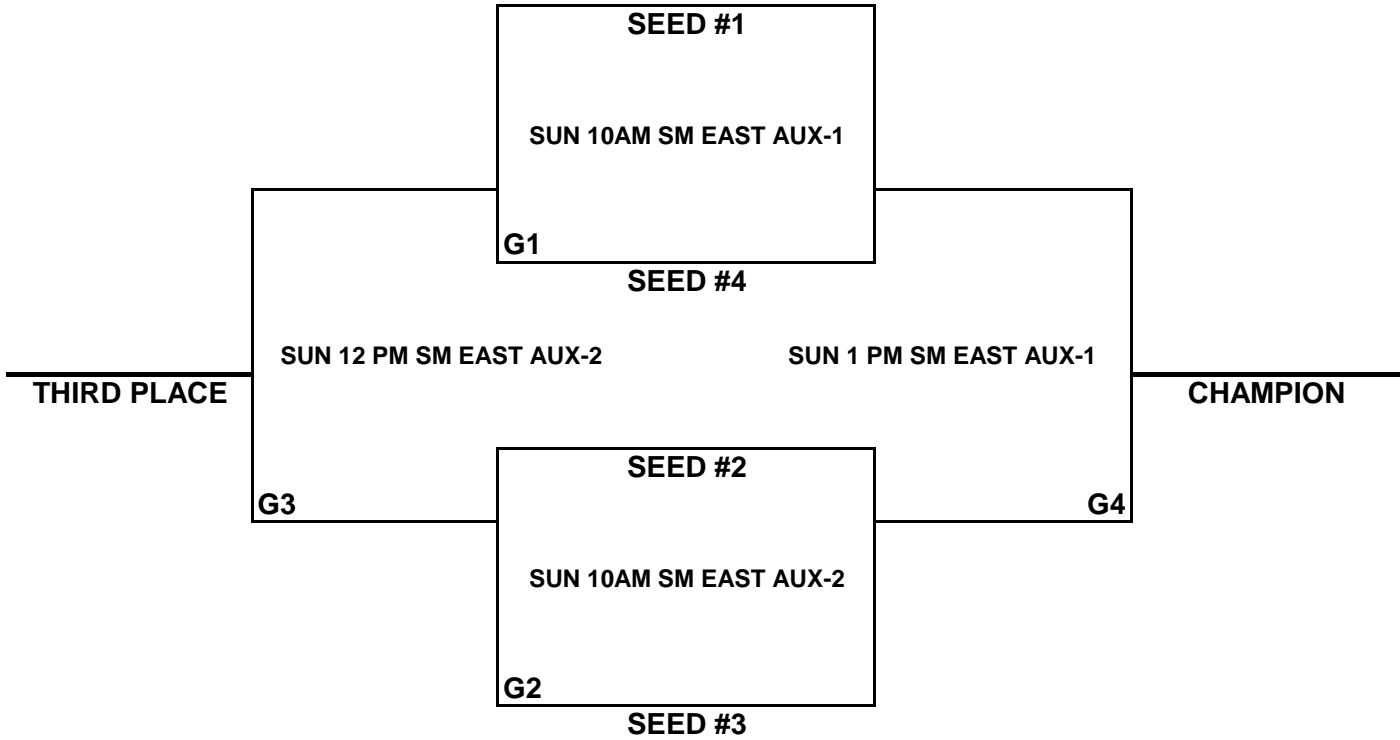 SEED #1
SUN 10AM SM EAST AUX-1
G1
SEED #4
SUN 12 PM SM EAST AUX-2
SUN 1 PM SM EAST AUX-1
THIRD PLACE
CHAMPION
SEED #2
G3
G4
SUN 10AM SM EAST AUX-2
G2
SEED #3